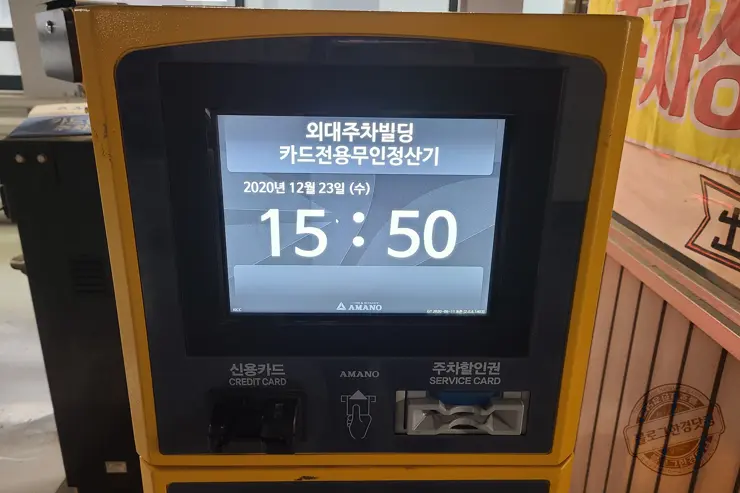 외대주차빌딩
카드전용무인정산기
2020년 12월 23일 (수)
15 : 50
AMANO
신용카드
CREDIT CARD
AMANO
주차할인권
SERVICE CARD